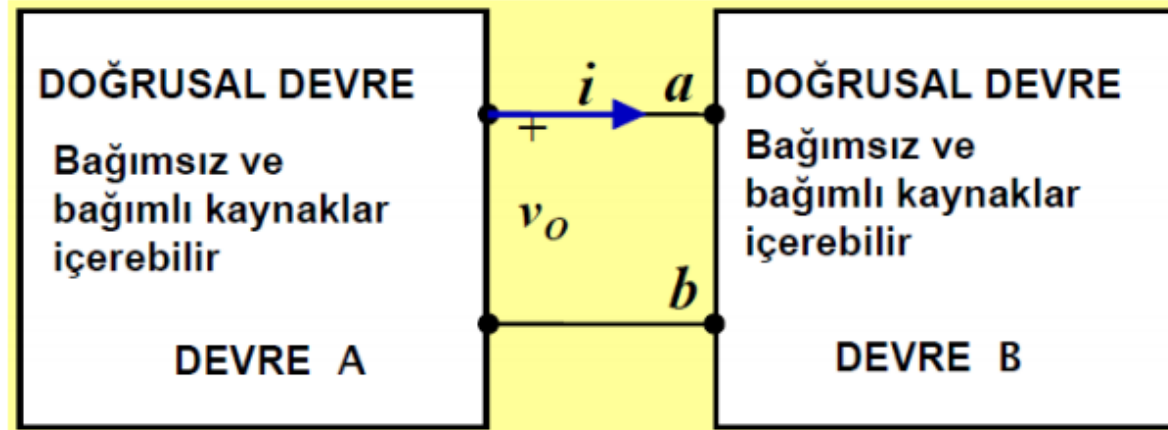 DOĞRUSAL DEVRE
Bağımsız ve
bağımlı kaynaklar
içerebilir
DEVRE A
i a
+
v_O
b
DOĞRUSAL DEVRE
Bağımsız ve
bağımlı kaynaklar
içerebilir
DEVRE B